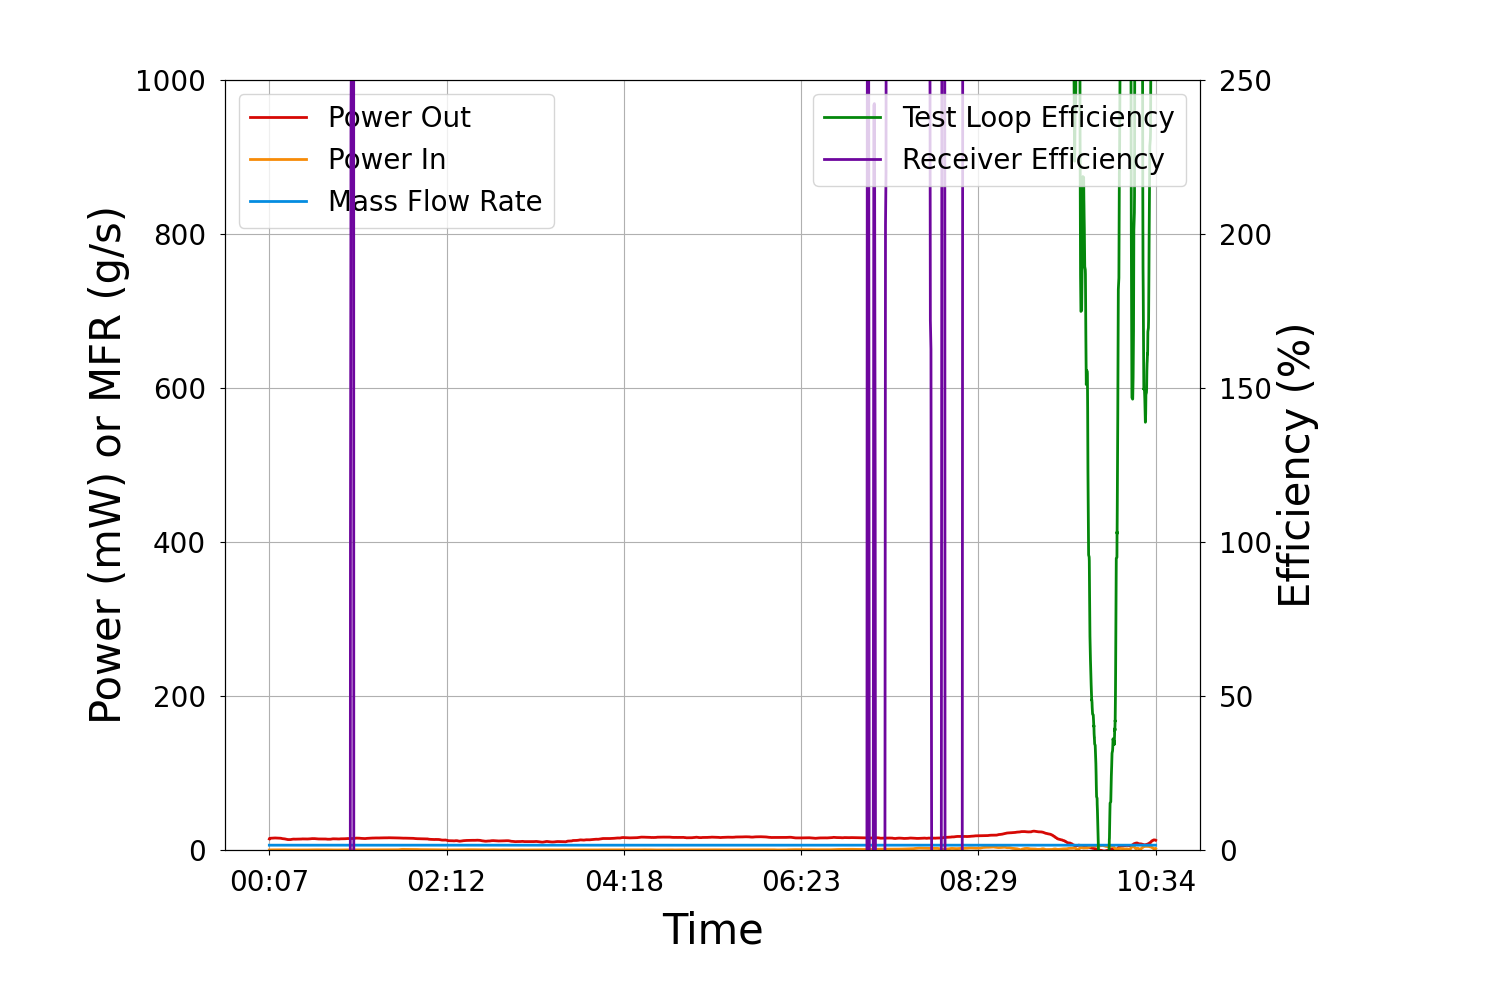 1000
800
600
400
200
0
Power (mW) or MFR (g/s)
Power Out
Power In
Mass Flow Rate
Test Loop Efficiency
Receiver Efficiency
250
200
150
100
50
0
Efficiency (%)
00:07 02:12 04:18 06:23 08:29 10:34
Time